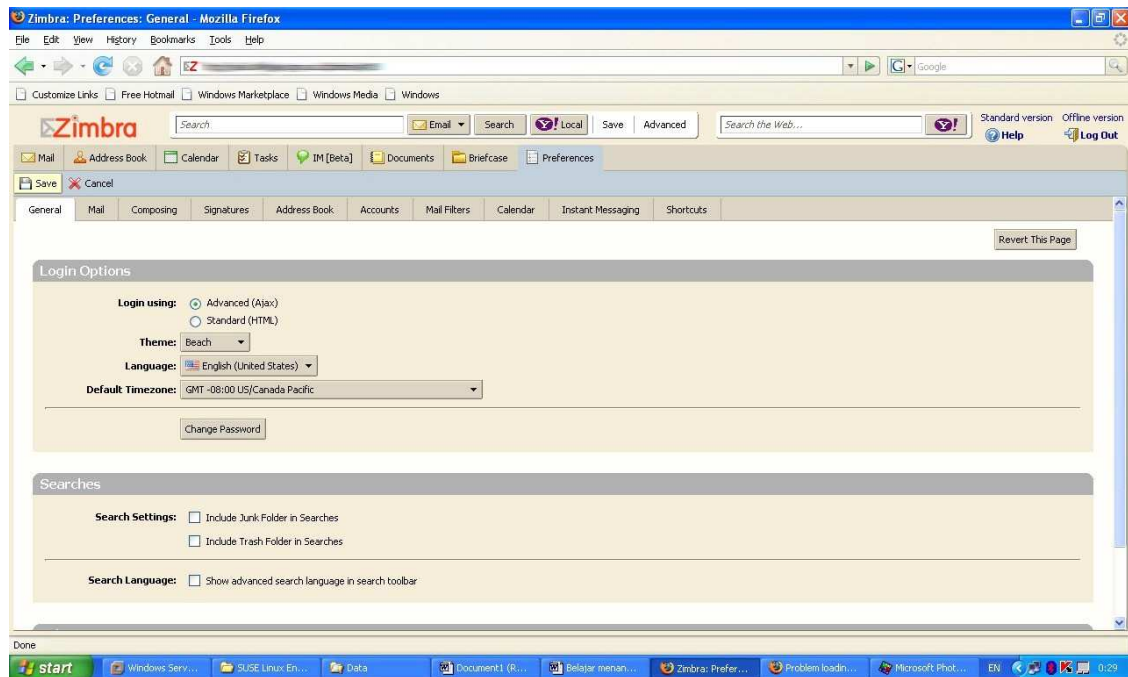 Zimbra: Preferences: General - Mozilla Firefox
File Edit View History Bookmarks Tools Help
Z G Google
Customize Links Free Hotmail Windows Marketplace Windows Media Windows
Zimbra Search Email Search Y! Local Save Advanced Search the Web... Y! Standard version Offline version
Help Log Out
Mail Address Book Calendar Tasks IM [Beta] Documents Briefcase Preferences
Save Cancel
General Mail Composing Signatures Address Book Accounts Mail Filters Calendar Instant Messaging Shortcuts
Revert This Page
Login Options
Login using: Advanced (Ajax)
Standard (HTML)
Theme: Beach
Language: English (United States)
Default Timezone: GMT -08:00 US/Canada Pacific
Change Password
Searches
Search Settings: Include Junk Folder in Searches
Include Trash Folder in Searches
Search Language: Show advanced search language in search toolbar
Done
start Windows Serv... SUSE Linux En... Data Document1 (R... Belajar menan... Zimbra: Prefer... Problem loadin... Microsoft Phot... EN 0:29